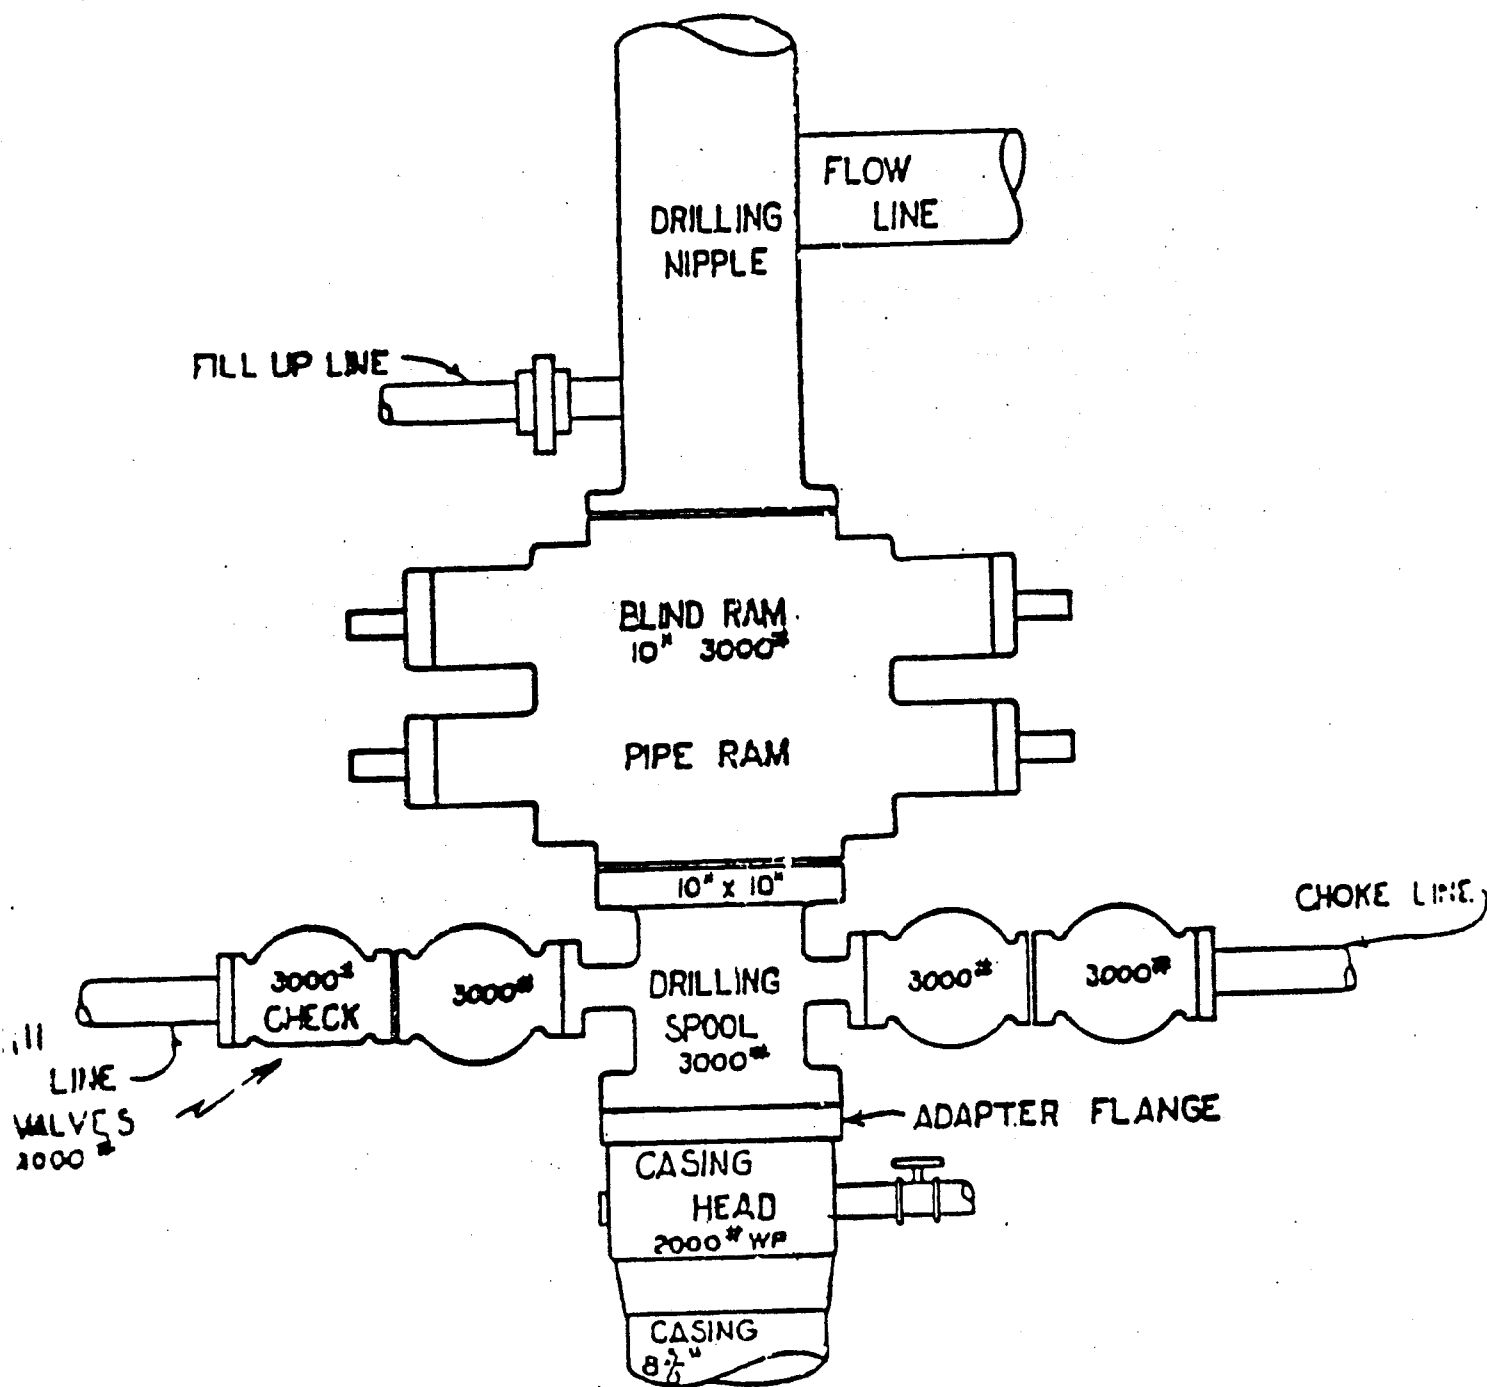 FLOW
LINE
DRILLING
NIPPLE
FILL UP LINE
BLIND RAM
10" 3000#
PIPE RAM
10" x 10"
CHOKE LINE
3000#
CHECK
3000#
DRILLING
SPOOL
3000#
3000#
3000#
ill
LINE
VALVES
ADAPTER FLANGE
CASING
HEAD
2000# WP
CASING